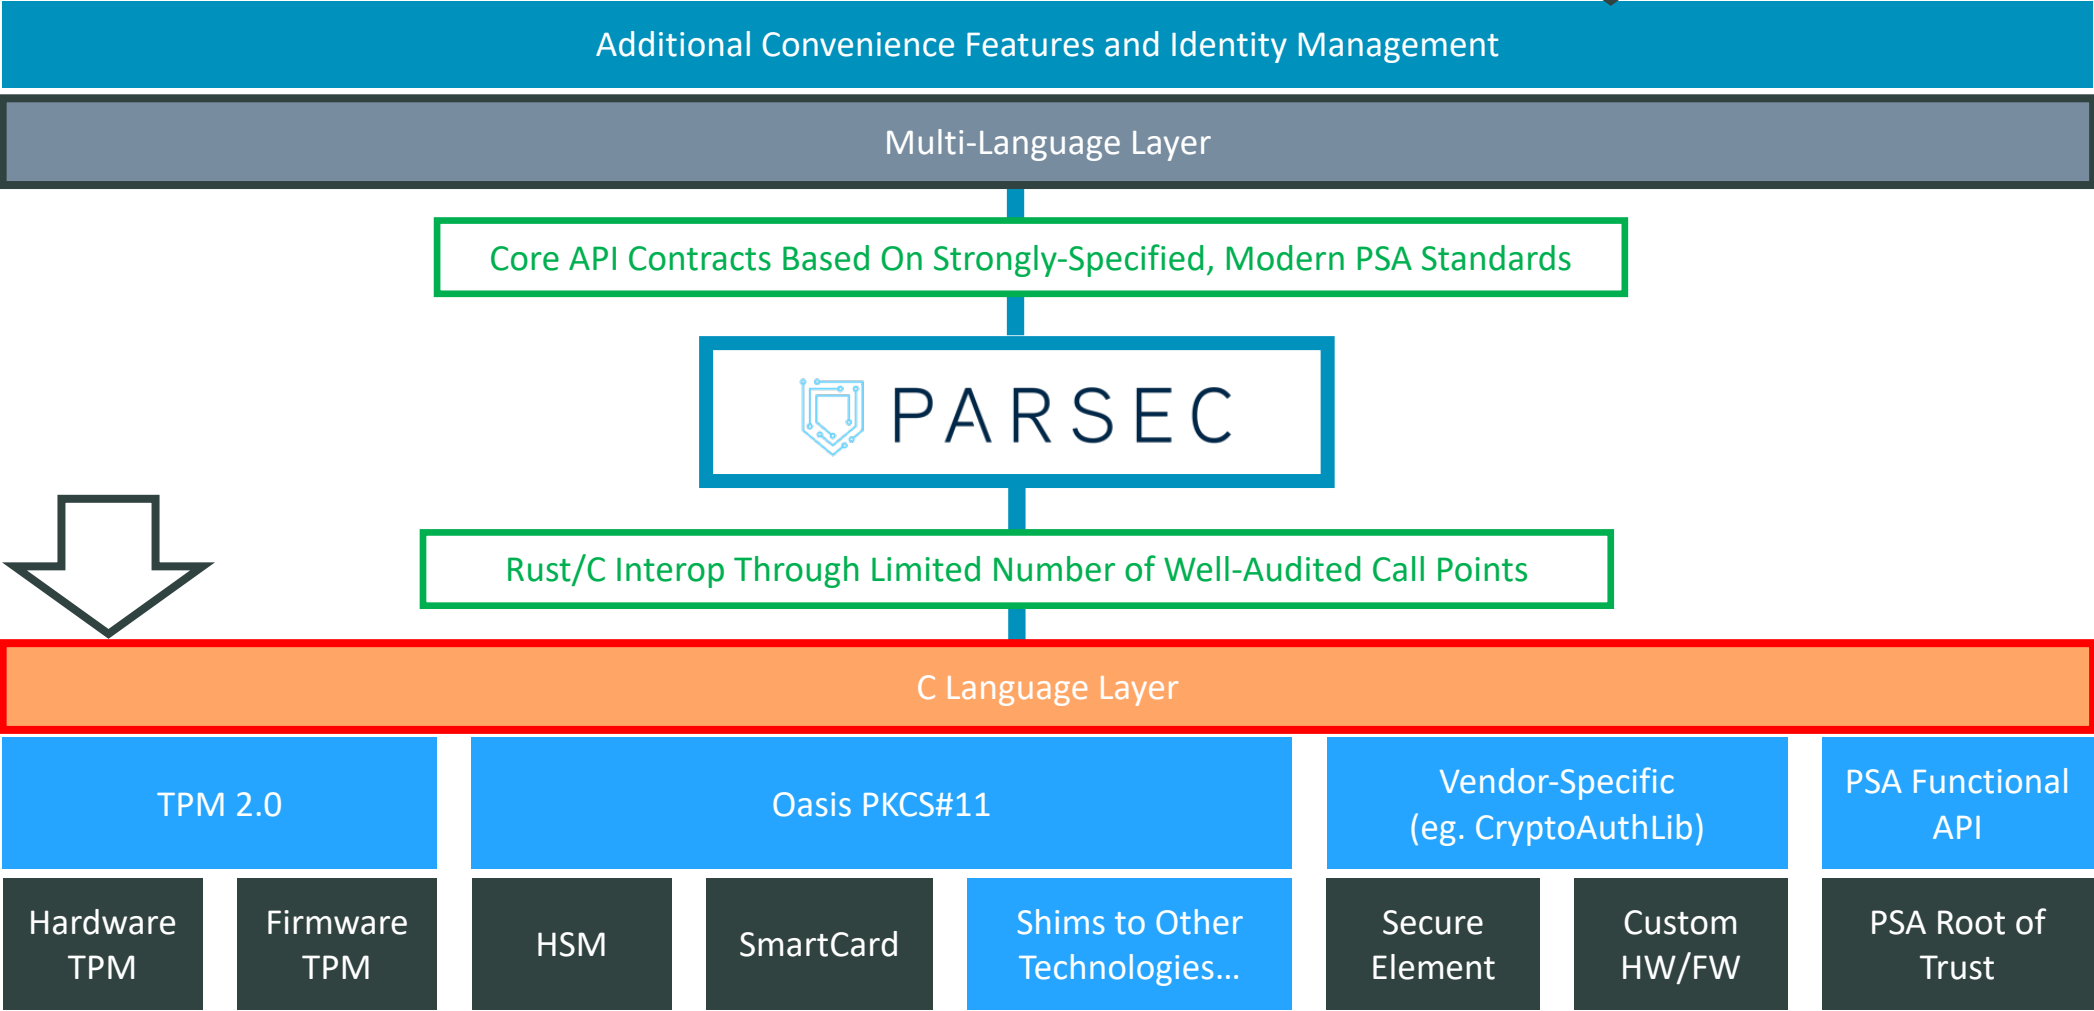 Additional Convenience Features and Identity Management
Multi-Language Layer
Core API Contracts Based On Strongly-Specified, Modern PSA Standards
PARSEC
Rust/C Interop Through Limited Number of Well-Audited Call Points
C Language Layer
TPM 2.0
Oasis PKCS#11
Vendor-Specific
(eg. CryptoAuthLib)
PSA Functional
API
Hardware
TPM
Firmware
TPM
HSM
SmartCard
Shims to Other
Technologies...
Secure
Element
Custom
HW/FW
PSA Root of
Trust